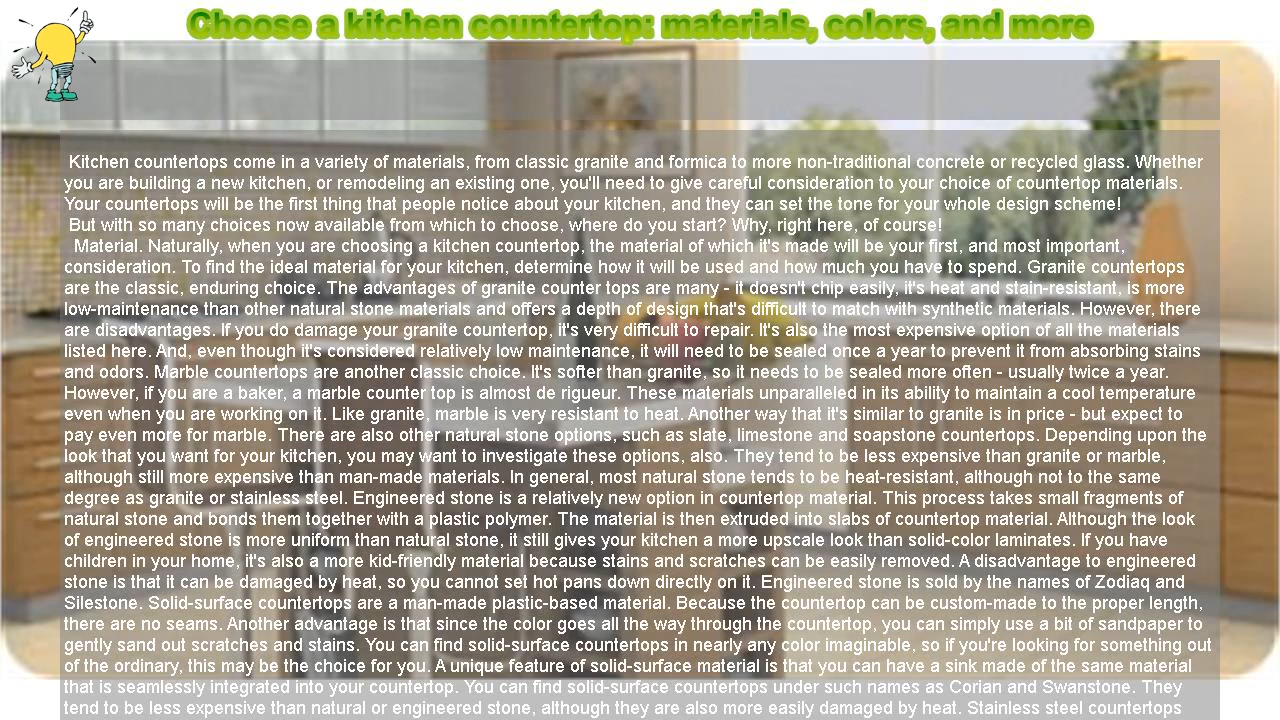 Choose a kitchen countertop: materials, colors, and more
Kitchen countertops come in a variety of materials, from classic granite and formica to more non-traditional concrete or recycled glass. Whether
you are building a new kitchen, or remodeling an existing one, you'll need to give careful consideration to your choice of countertop materials.
Your countertops will be the first thing that people notice about your kitchen, and they can set the tone for your whole design scheme!
But with so many choices now available from which to choose, where do you start? Why, right here, of course!
Material. Naturally, when you are choosing a kitchen countertop, the material of which it's made will be your first, and most important,
consideration. To find the ideal material for your kitchen, determine how it will be used and how much you have to spend. Granite countertops
are the classic, enduring choice. The advantages of granite counter tops are many - it doesn't chip easily, it's heat and stain-resistant, is more
low-maintenance than other natural stone materials and offers a depth of design that's difficult to match with synthetic materials. However, there
are disadvantages. If you do damage your granite countertop, it's very difficult to repair. It's also the most expensive option of all the materials
listed here. And, even though it's considered relatively low maintenance, it will need to be sealed once a year to prevent it from absorbing stains
and odors. Marble countertops are another classic choice. It's softer than granite, so it needs to be sealed more often - usually twice a year.
However, if you are a baker, a marble counter top is almost de rigueur. These materials unparalleled in its ability to maintain a cool temperature
even when you are working on it. Like granite, marble is very resistant to heat. Another way that it's similar to granite is in price - but expect to
pay even more for marble. There are also other natural stone options, such as slate, limestone and soapstone countertops. Depending upon the
look that you want for your kitchen, you may want to investigate these options, also. They tend to be less expensive than granite or marble,
although still more expensive than man-made materials. In general, most natural stone tends to be heat-resistant, although not to the same
degree as granite or stainless steel. Engineered stone is a relatively new option in countertop material. This process takes small fragments of
natural stone and bonds them together with a plastic polymer. The material is then extruded into slabs of countertop material. Although the look
of engineered stone is more uniform than natural stone, it still gives your kitchen a more upscale look than solid-color laminates. If you have
children in your home, it's also a more kid-friendly material because stains and scratches can be easily removed. A disadvantage to engineered
stone is that it can be damaged by heat, so you cannot set hot pans down directly on it. Engineered stone is sold by the names of Zodiaq and
Silestone. Solid-surface countertops are a man-made plastic-based material. Because the countertop can be custom-made to the proper length,
there are no seams. Another advantage is that since the color goes all the way through the countertop, you can simply use a bit of sandpaper to
gently sand out scratches and stains. You can find solid-surface countertops in nearly any color imaginable, so if you're looking for something out
of the ordinary, this may be the choice for you. A unique feature of solid-surface material is that you can have a sink made of the same material
that is seamlessly integrated into your countertop. You can find solid-surface countertops under such names as Corian and Swanstone. They
tend to be less expensive than natural or engineered stone, although they are also more easily damaged by heat. Stainless steel countertops